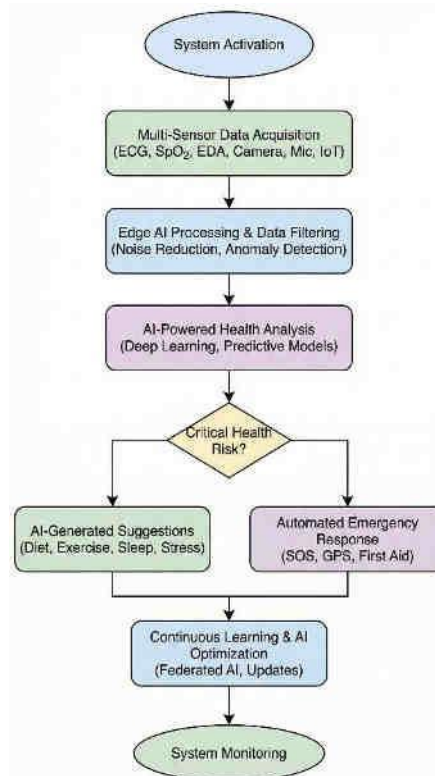 System Activation
Multi-Sensor Data Acquisition
(ECG, SpO₂, EDA, Camera, Mic, IoT)
Edge AI Processing & Data Filtering
(Noise Reduction, Anomaly Detection)
AI-Powered Health Analysis
(Deep Learning, Predictive Models)
Critical Health
Risk?
AI-Generated Suggestions
(Diet, Exercise, Sleep, Stress)
Automated Emergency
Response
(SOS, GPS, First Aid)
Continuous Learning & AI
Optimization
(Federated AI, Updates)
System Monitoring